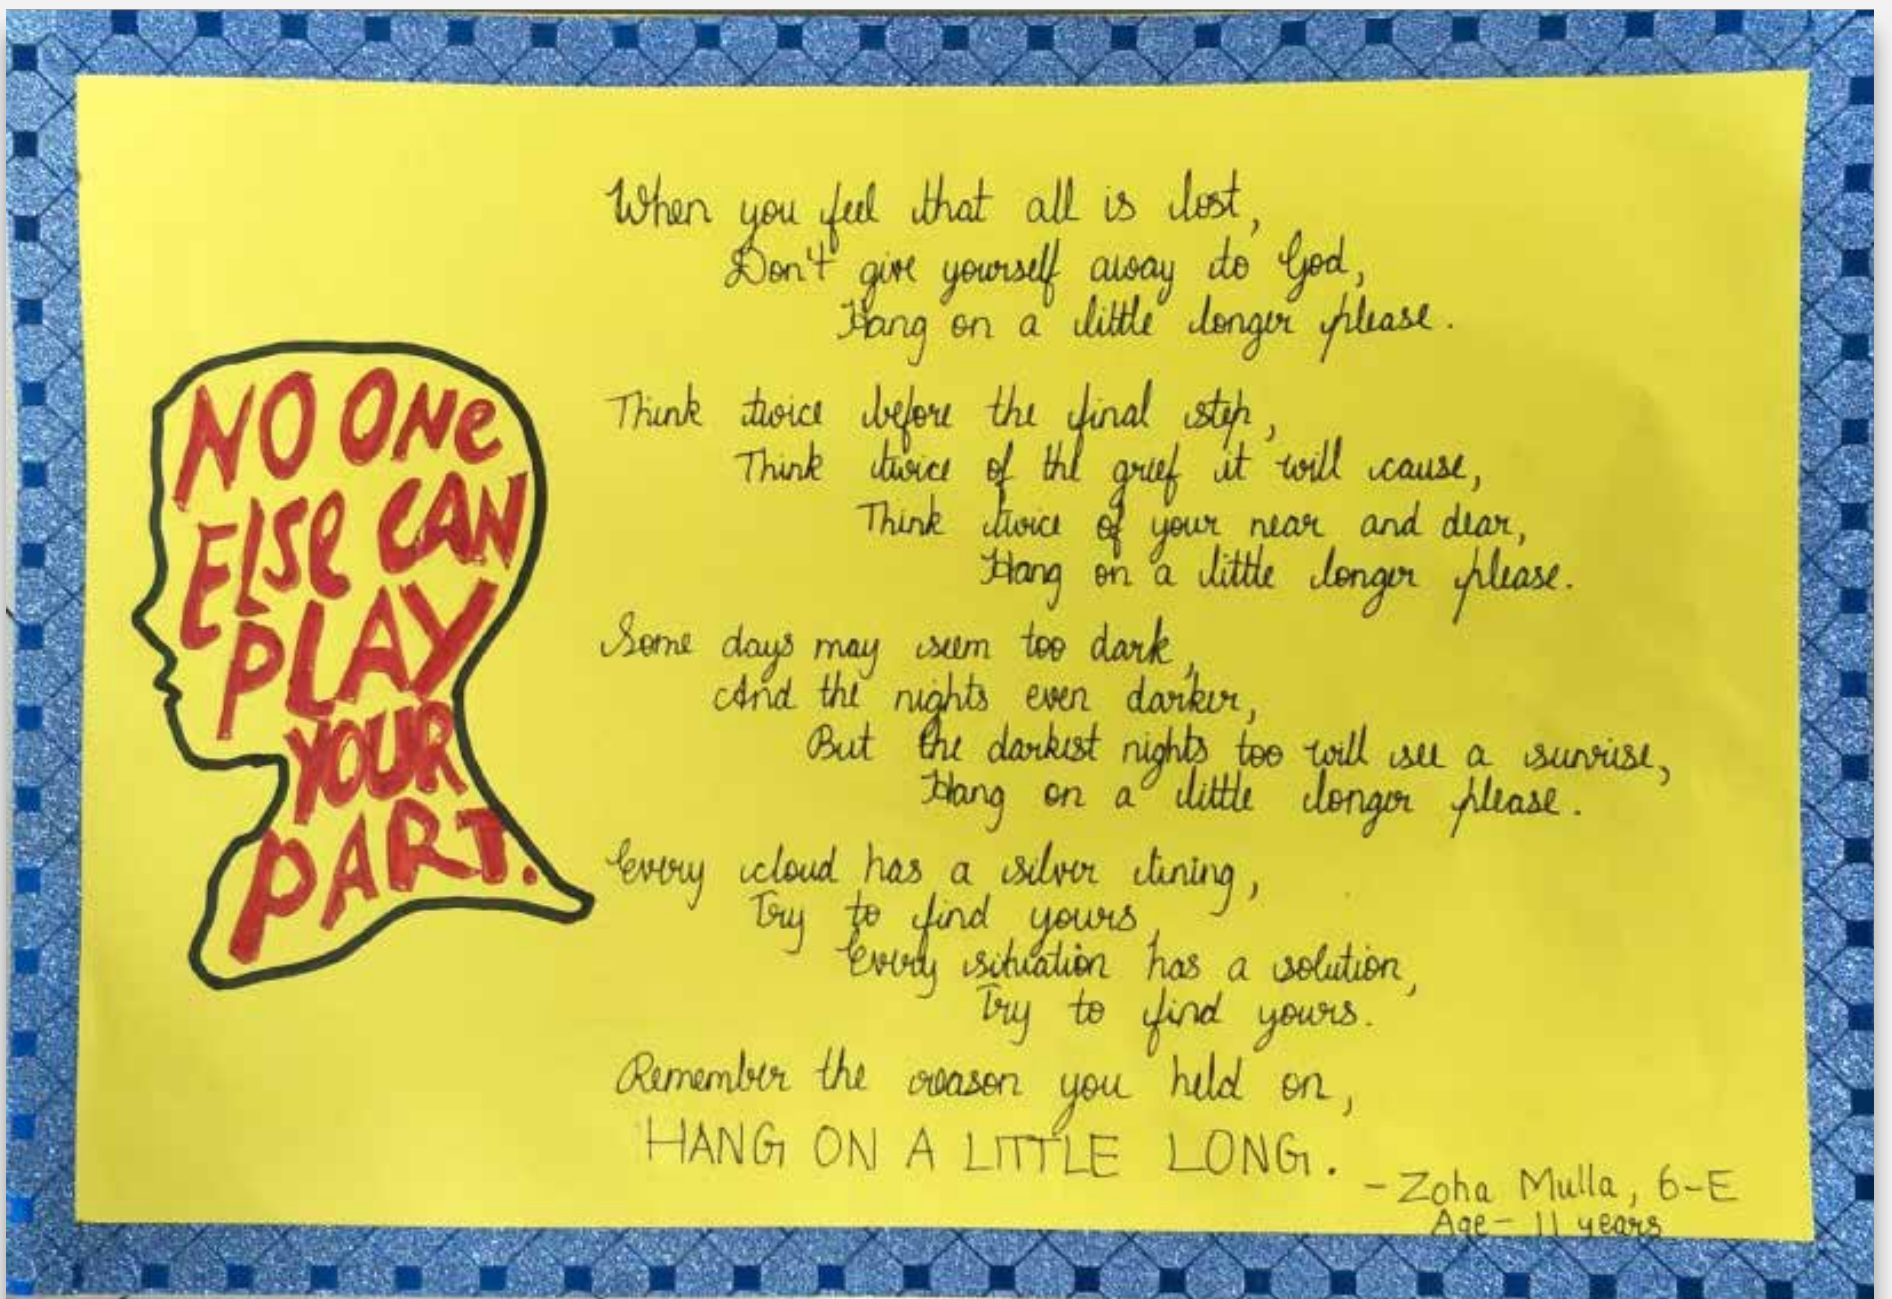 NO ONe
ELSe CAN
PLAY
YOUR
PART.
When you feel that all is lost,
Don't give yourself away to God,
Hang on a little longer please.
Think twice before the final step,
Think twice of the grief it will cause,
Think twice of your near and dear,
Hang on a little longer please.
Some days may seem too dark,
And the nights even darker,
But the darkest nights too will see a sunrise,
Hang on a little longer please.
Every cloud has a silver lining,
Try to find yours,
Every situation has a solution,
Try to find yours.
Remember the reason you held on,
HANG ON A LITTLE LONG.
- Zoha Mulla, 6-E
Age- 11 years